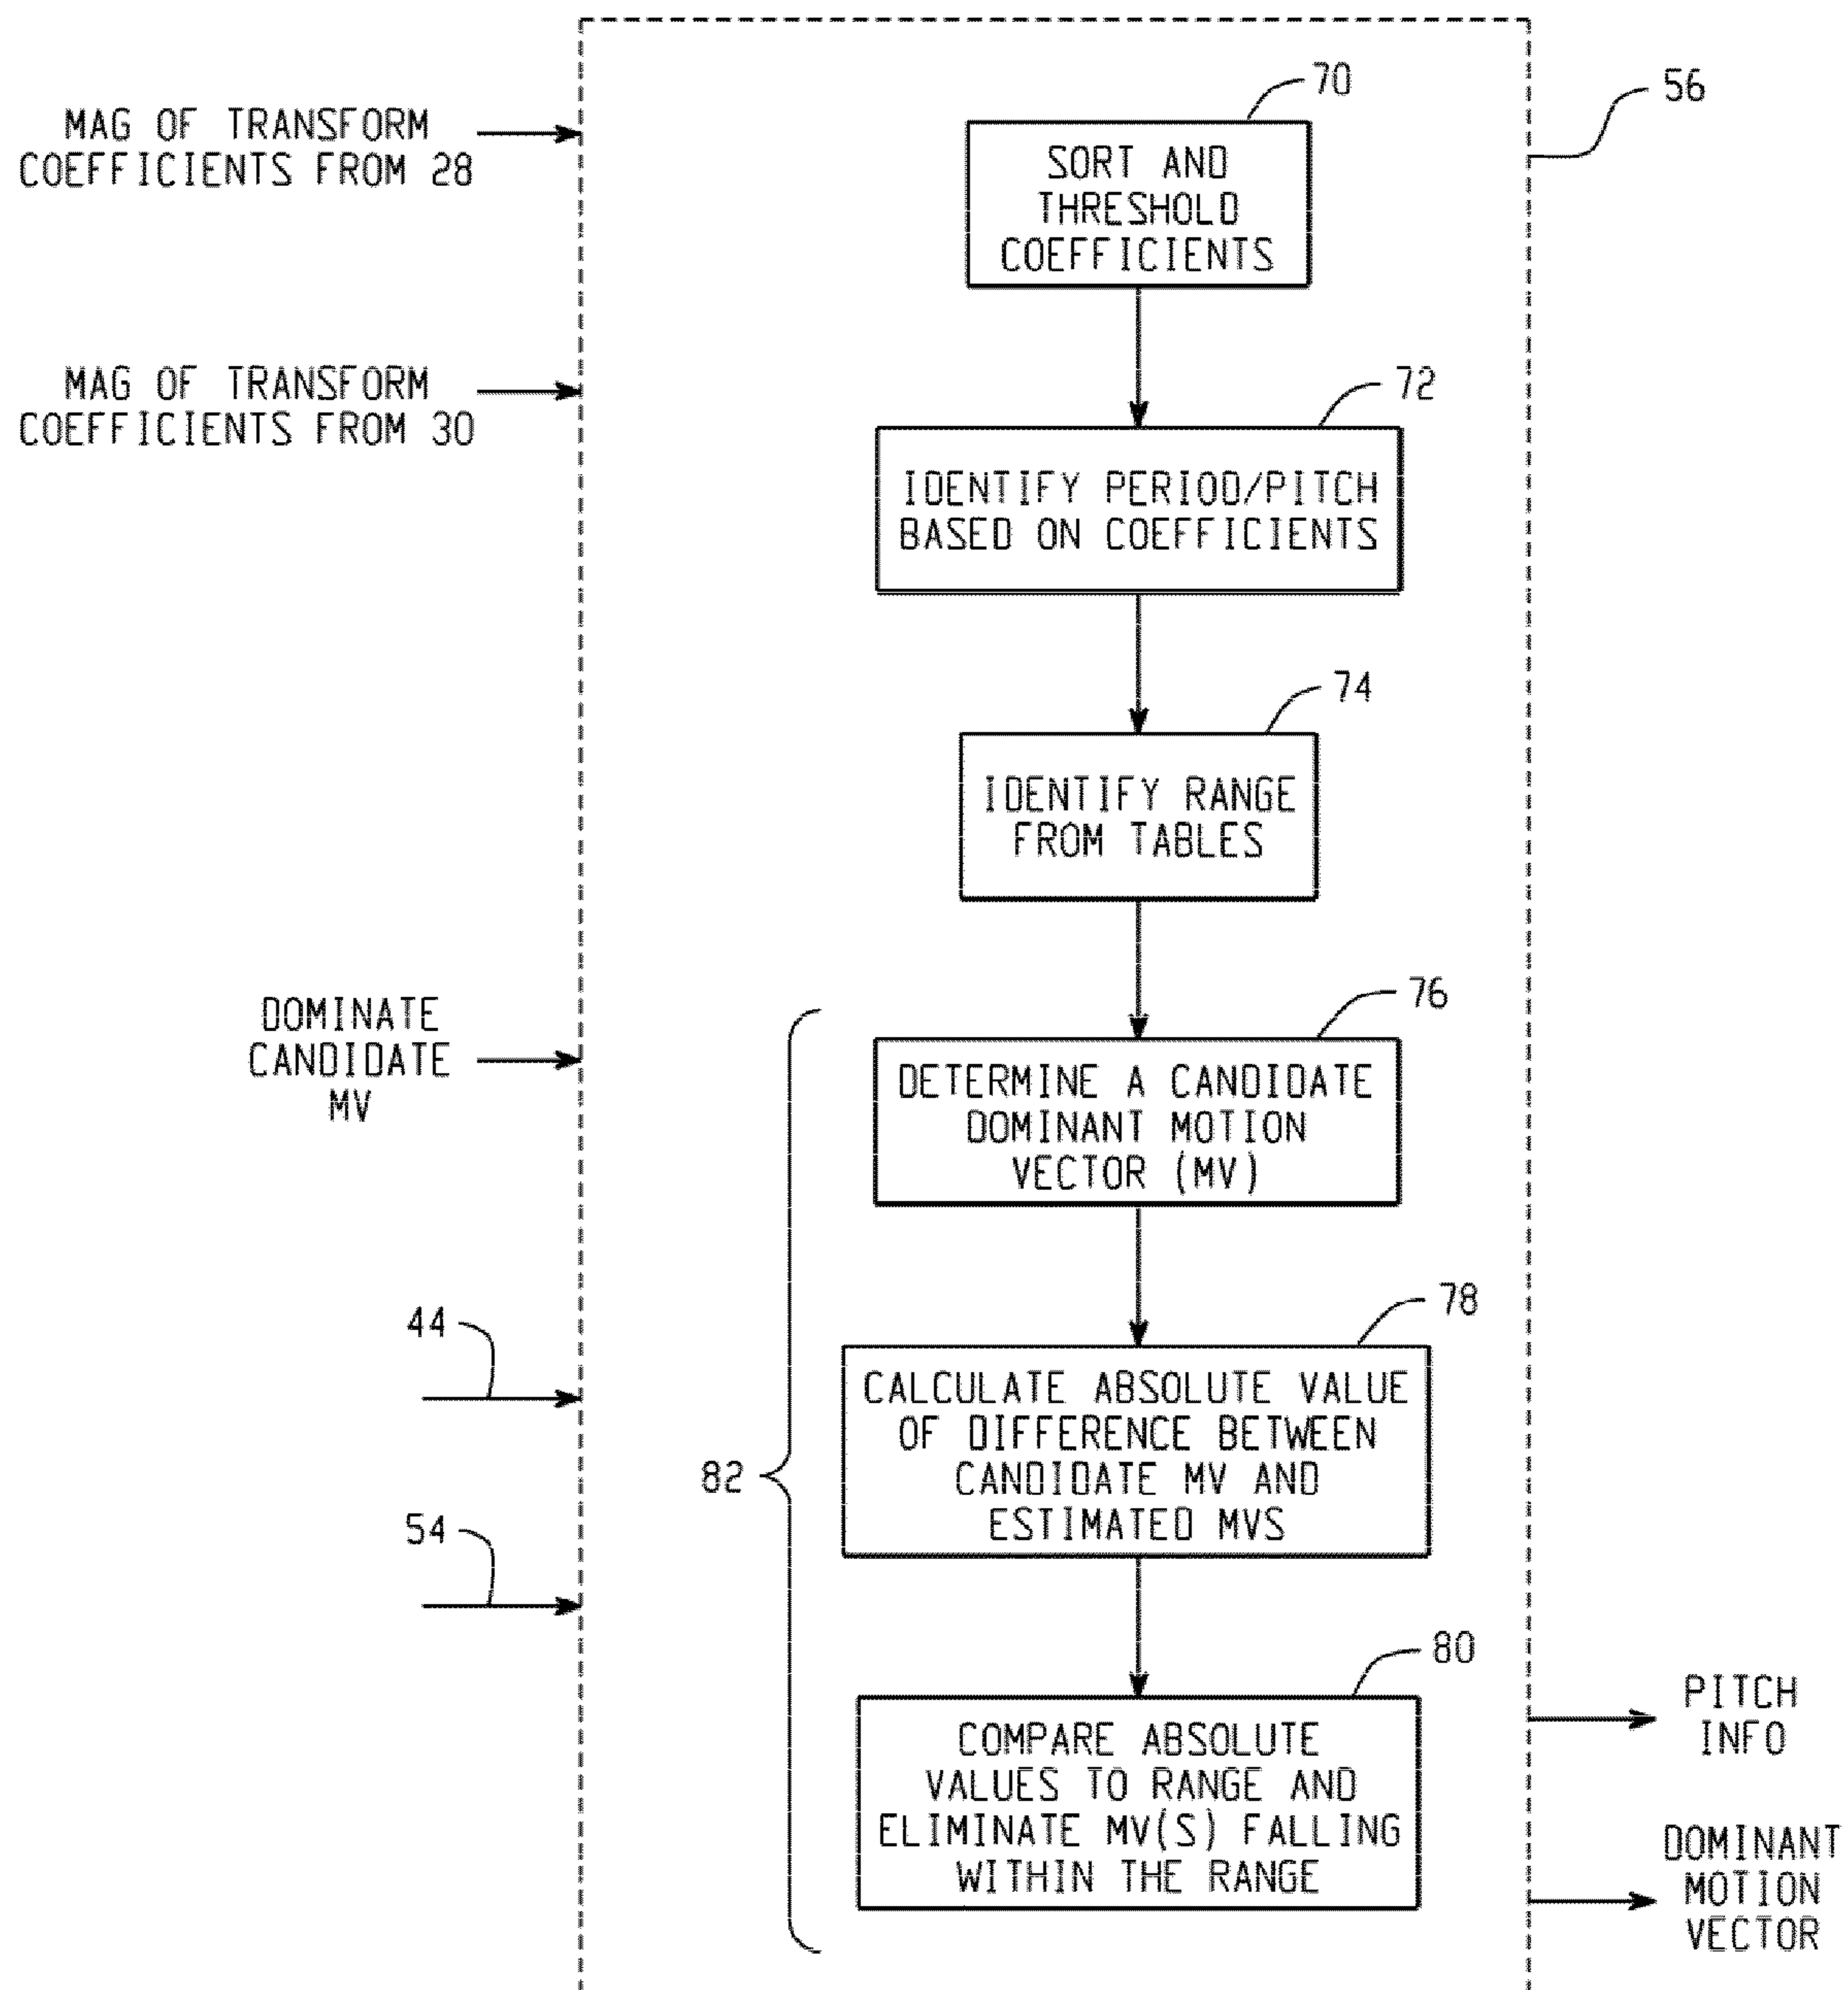 70
56
MAG OF TRANSFORM
COEFFICIENTS FROM 28
SORT AND
THRESHOLD
COEFFICIENTS
MAG OF TRANSFORM
COEFFICIENTS FROM 30
72
IDENTIFY PERIOD/PITCH
BASED ON COEFFICIENTS
74
IDENTIFY RANGE
FROM TABLES
76
DOMINATE
CANDIDATE
MV
DETERMINE A CANDIDATE
DOMINANT MOTION
VECTOR (MV)
78
44
CALCULATE ABSOLUTE VALUE
OF DIFFERENCE BETWEEN
CANDIDATE MV AND
ESTIMATED MVS
82
54
80
COMPARE ABSOLUTE
VALUES TO RANGE AND
ELIMINATE MV(S) FALLING
WITHIN THE RANGE
PITCH
INFO
DOMINANT
MOTION
VECTOR